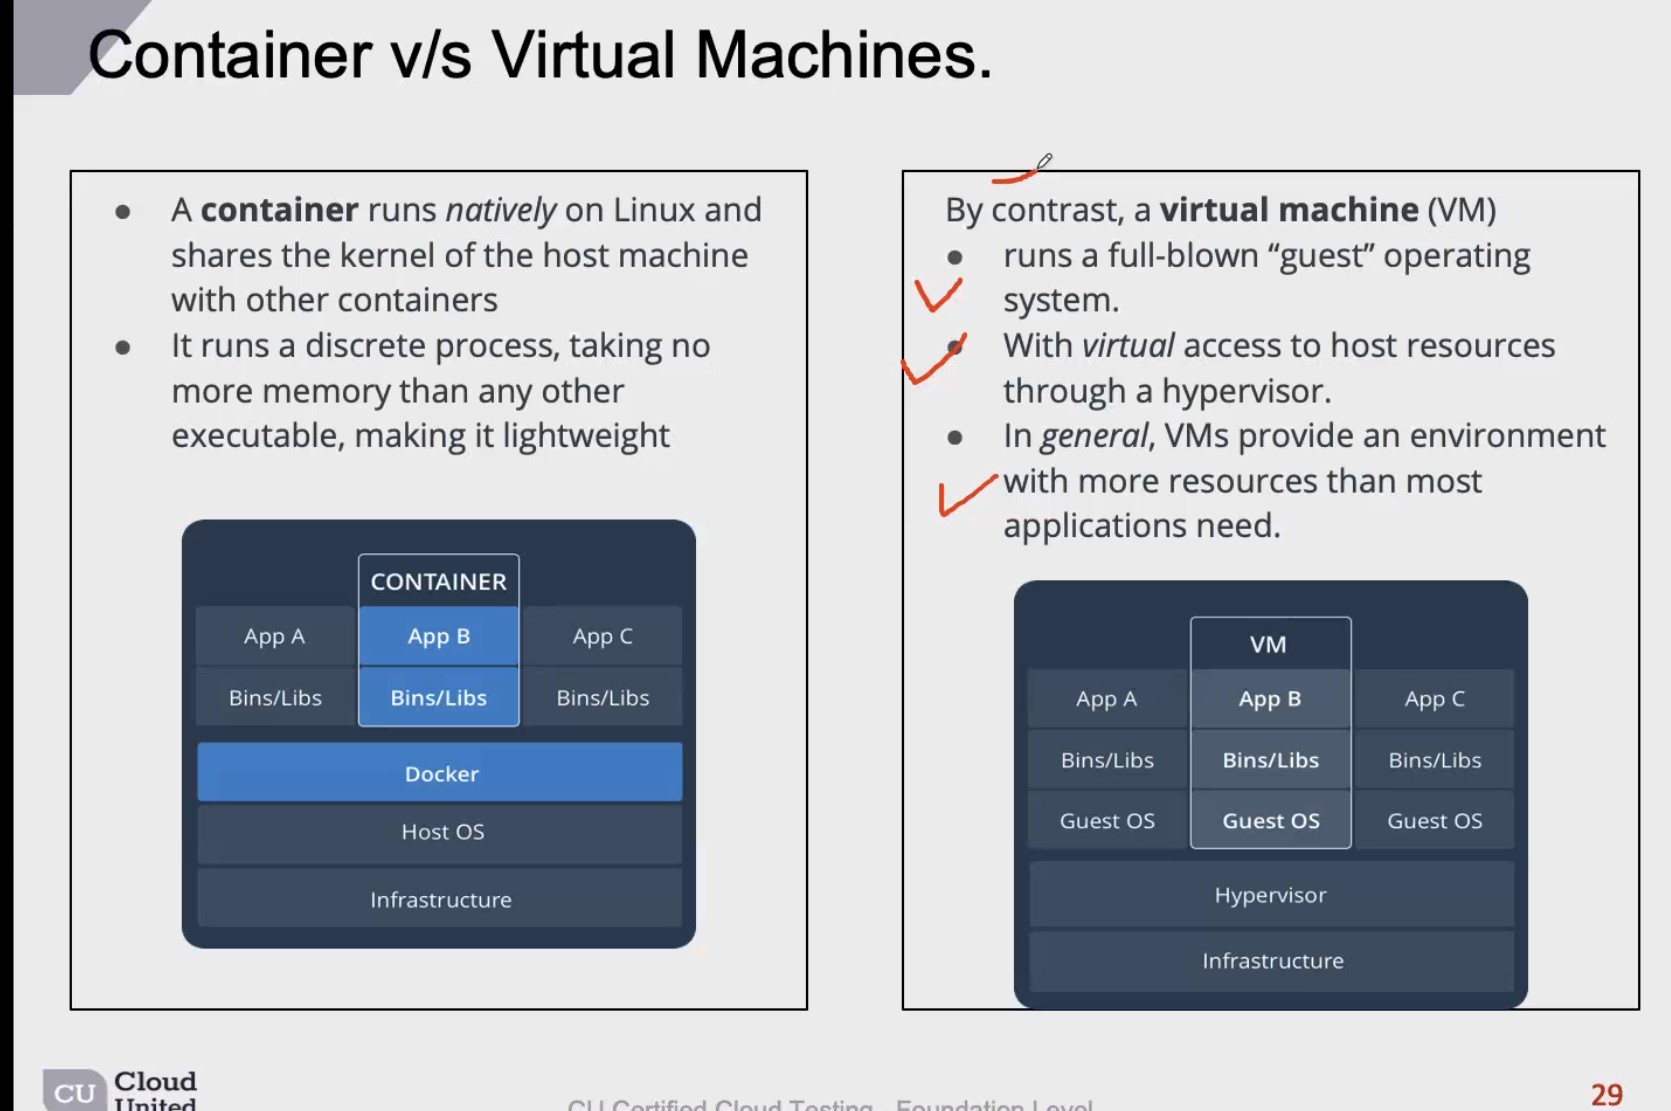 Container v/s Virtual Machines.
● A container runs natively on Linux and
shares the kernel of the host machine
with other containers
● It runs a discrete process, taking no
more memory than any other
executable, making it lightweight
CONTAINER
App A App B App C
Bins/Libs Bins/Libs Bins/Libs
Docker
Host OS
Infrastructure
By contrast, a virtual machine (VM)
● runs a full-blown “guest” operating
system.
● With virtual access to host resources
through a hypervisor.
● In general, VMs provide an environment
with more resources than most
applications need.
VM
App A App B App C
Bins/Libs Bins/Libs Bins/Libs
Guest OS Guest OS Guest OS
Hypervisor
Infrastructure
CU Cloud
United
CU Certified Cloud Testing - Foundation Level
29